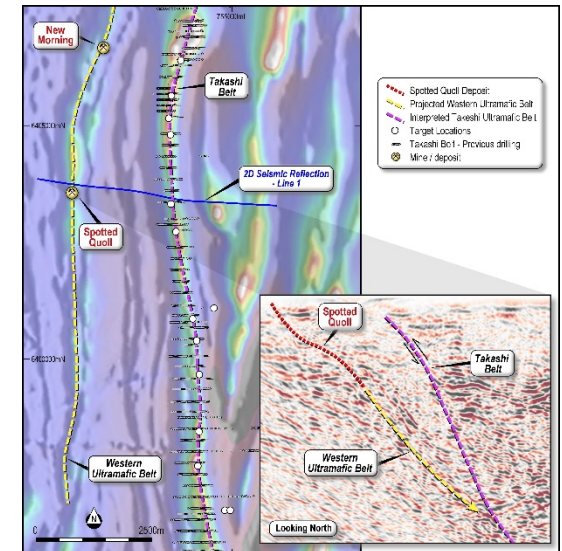 New
Morning
755000mE
Takashi
Belt
6405000mN
2D Seismic Reflection
- Line 1
Spotted
Quoll
6400000mN
Western
Ultramafic Belt
N
0
2500m
Spotted Quoll Deposit
Projected Western Ultramafic Belt
Interpreted Takeshi Ultramafic Belt
Target Locations
Takashi Belt - Previous drilling
Mine / deposit
Spotted
Quoll
Takashi
Belt
Western
Ultramafic Belt
Looking North